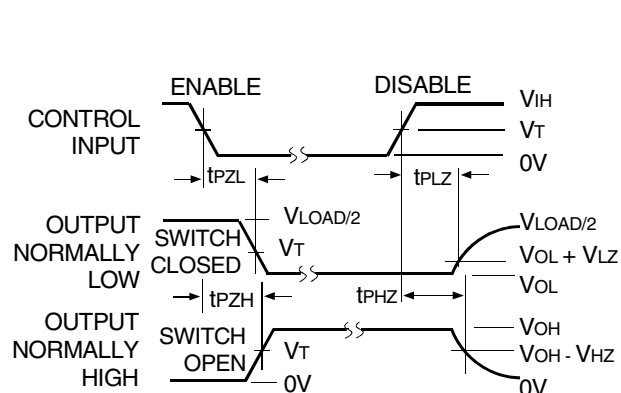 ENABLE
DISABLE
CONTROL
INPUT
VIH
VT
0V
tPZL
tPLZ
OUTPUT
NORMALLY
LOW
SWITCH
CLOSED
VLOAD/2
VT
VLOAD/2
VOL + VLZ
VOL
tPZH
tPHZ
OUTPUT
NORMALLY
HIGH
SWITCH
OPEN
VT
0V
VOH
VOH - VHZ
0V